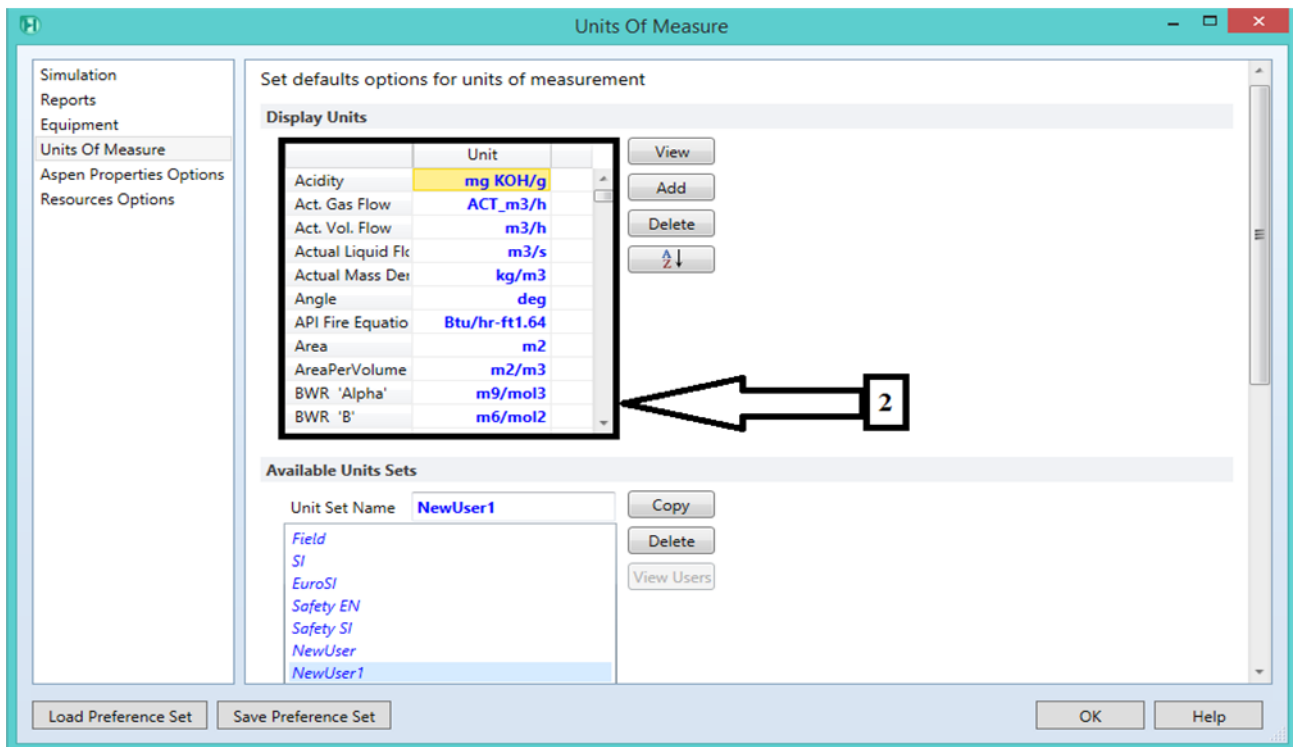 Units Of Measure
Simulation
Reports
Equipment
Units Of Measure
Aspen Properties Options
Resources Options
Set defaults options for units of measurement
Display Units
Unit
Acidity mg KOH/g
Act. Gas Flow ACT_m3/h
Act. Vol. Flow m3/h
Actual Liquid Flc m3/s
Actual Mass Der kg/m3
Angle deg
API Fire Equatio Btu/hr-ft1.64
Area m2
AreaPerVolume m2/m3
BWR 'Alpha' m9/mol3
BWR 'B' m6/mol2
View
Add
Delete
A
Z
2
Available Units Sets
Unit Set Name NewUser1
Field
SI
EuroSI
Safety EN
Safety SI
NewUser
NewUser1
Copy
Delete
View Users
Load Preference Set Save Preference Set OK Help